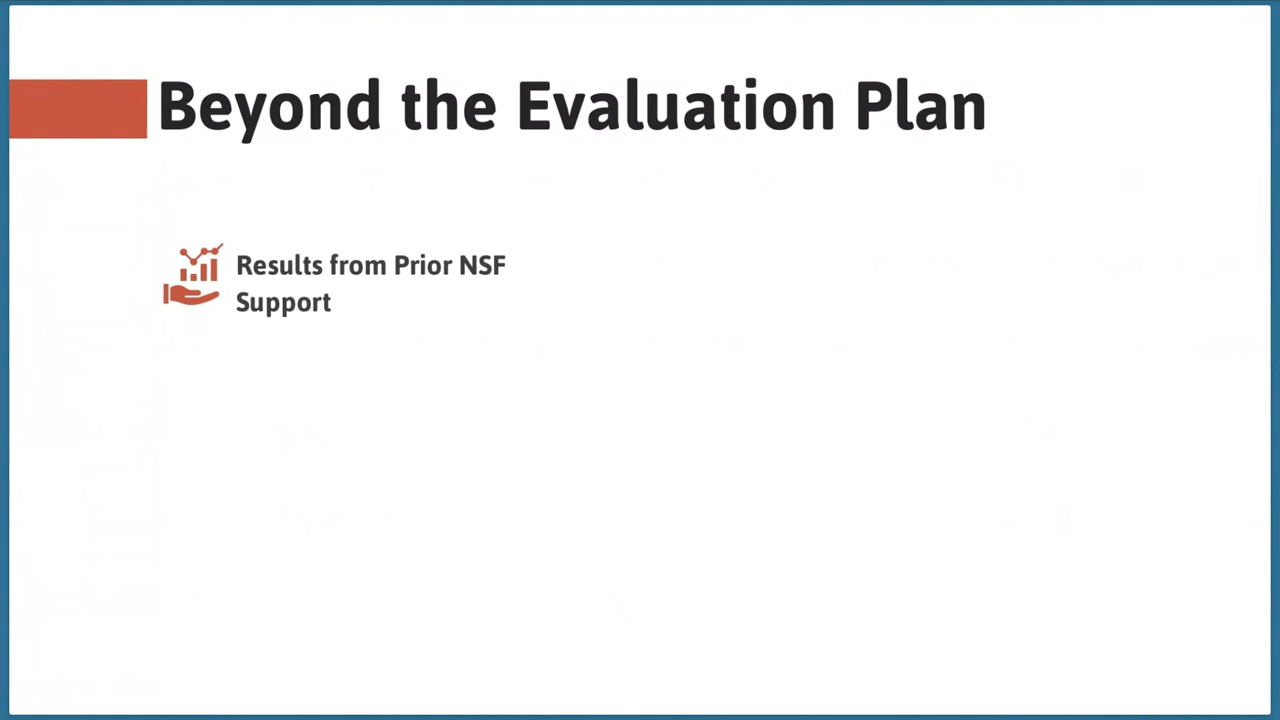 Beyond the Evaluation Plan
Results from Prior NSF
Support